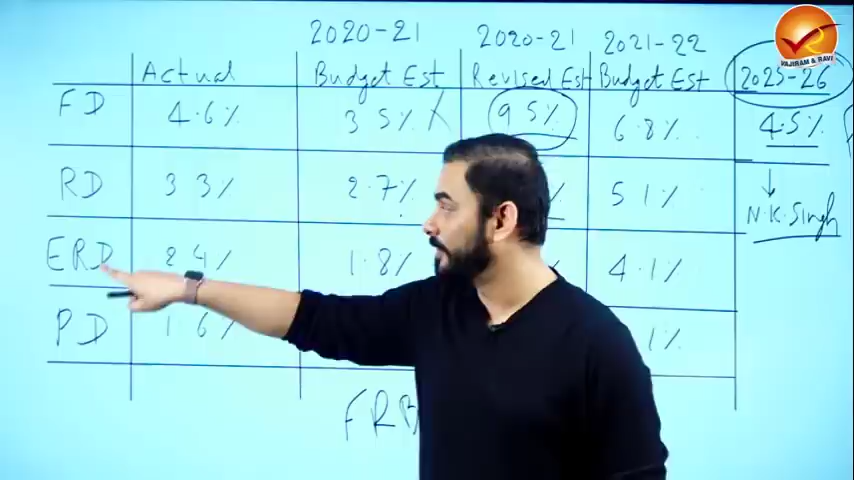 2020-21 2020-21 2021-22
Actual Budget Est Revised Est Budget Est 2025-26
FD 4.6% 3 5% 9 5% 6.8% 4.5%
RD 3 3% 2.7% % 5 1%
N.K. Singh
ERD 2 4% 1.8% 4.1%
PD 1 6% 1%
FRB
VAJIRAM & RAVI